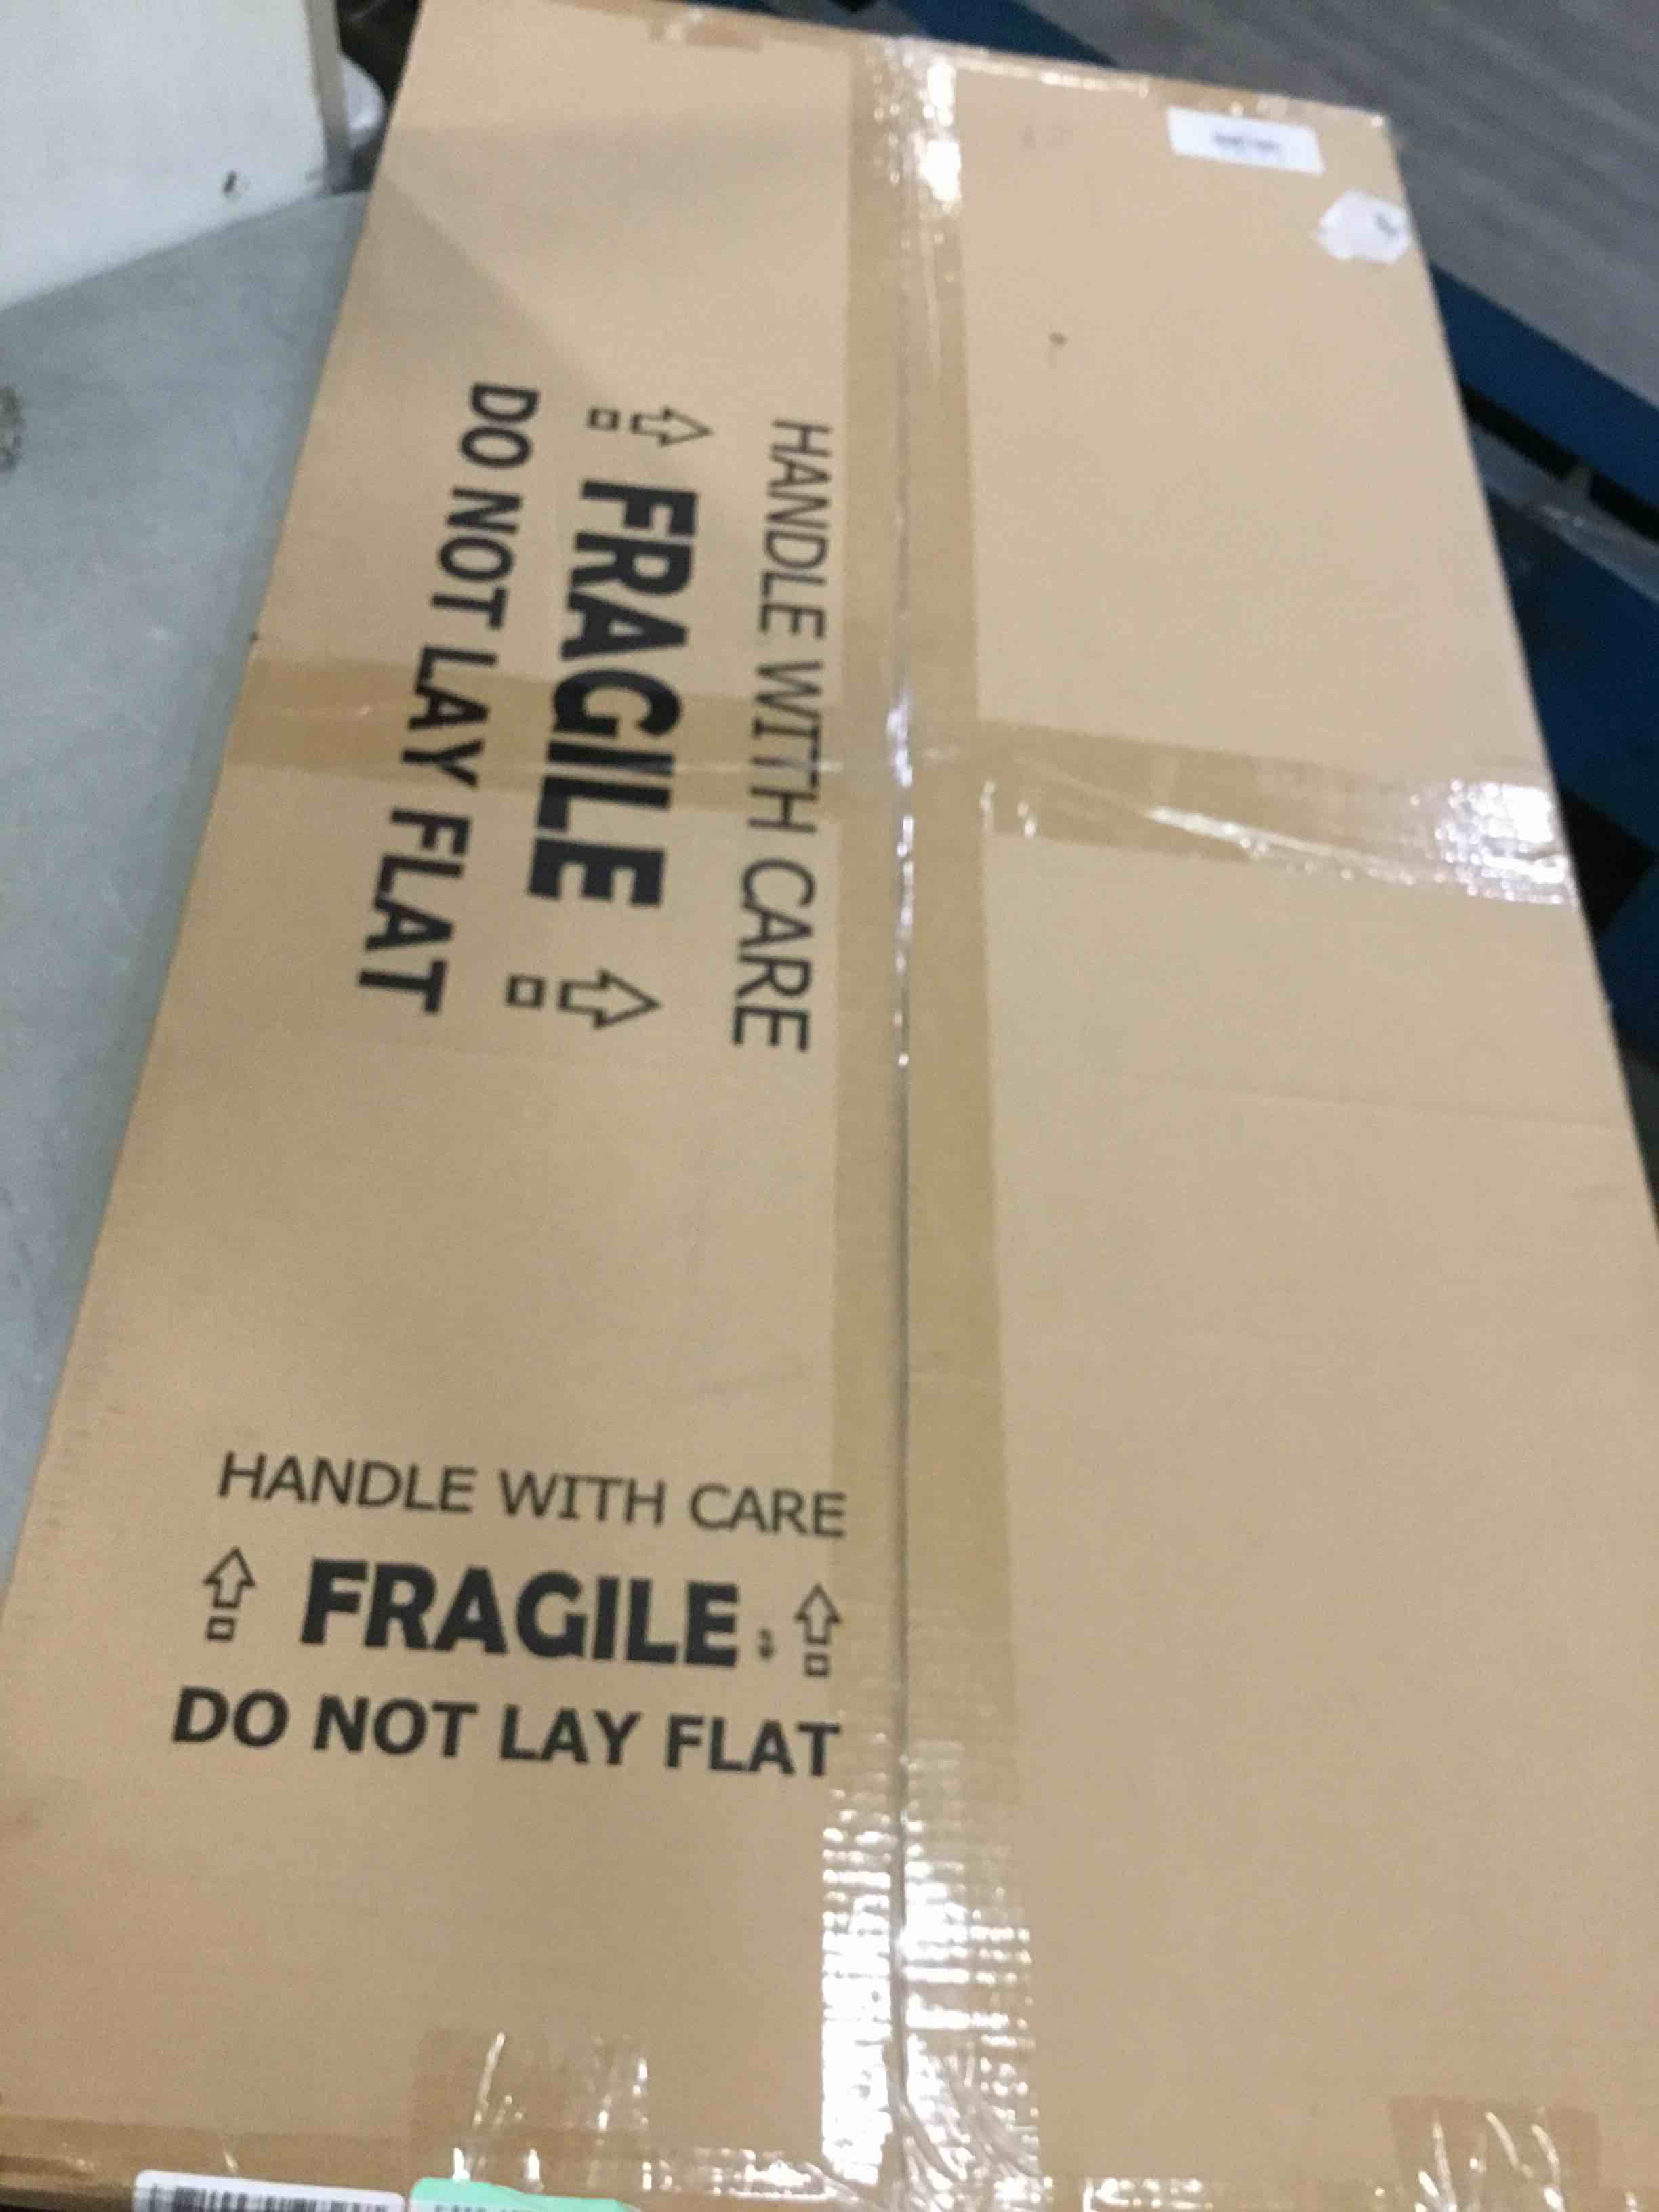 HANDLE WITH CARE
FRAGILE
DO NOT LAY FLAT
HANDLE WITH CARE
FRAGILE
DO NOT LAY FLAT